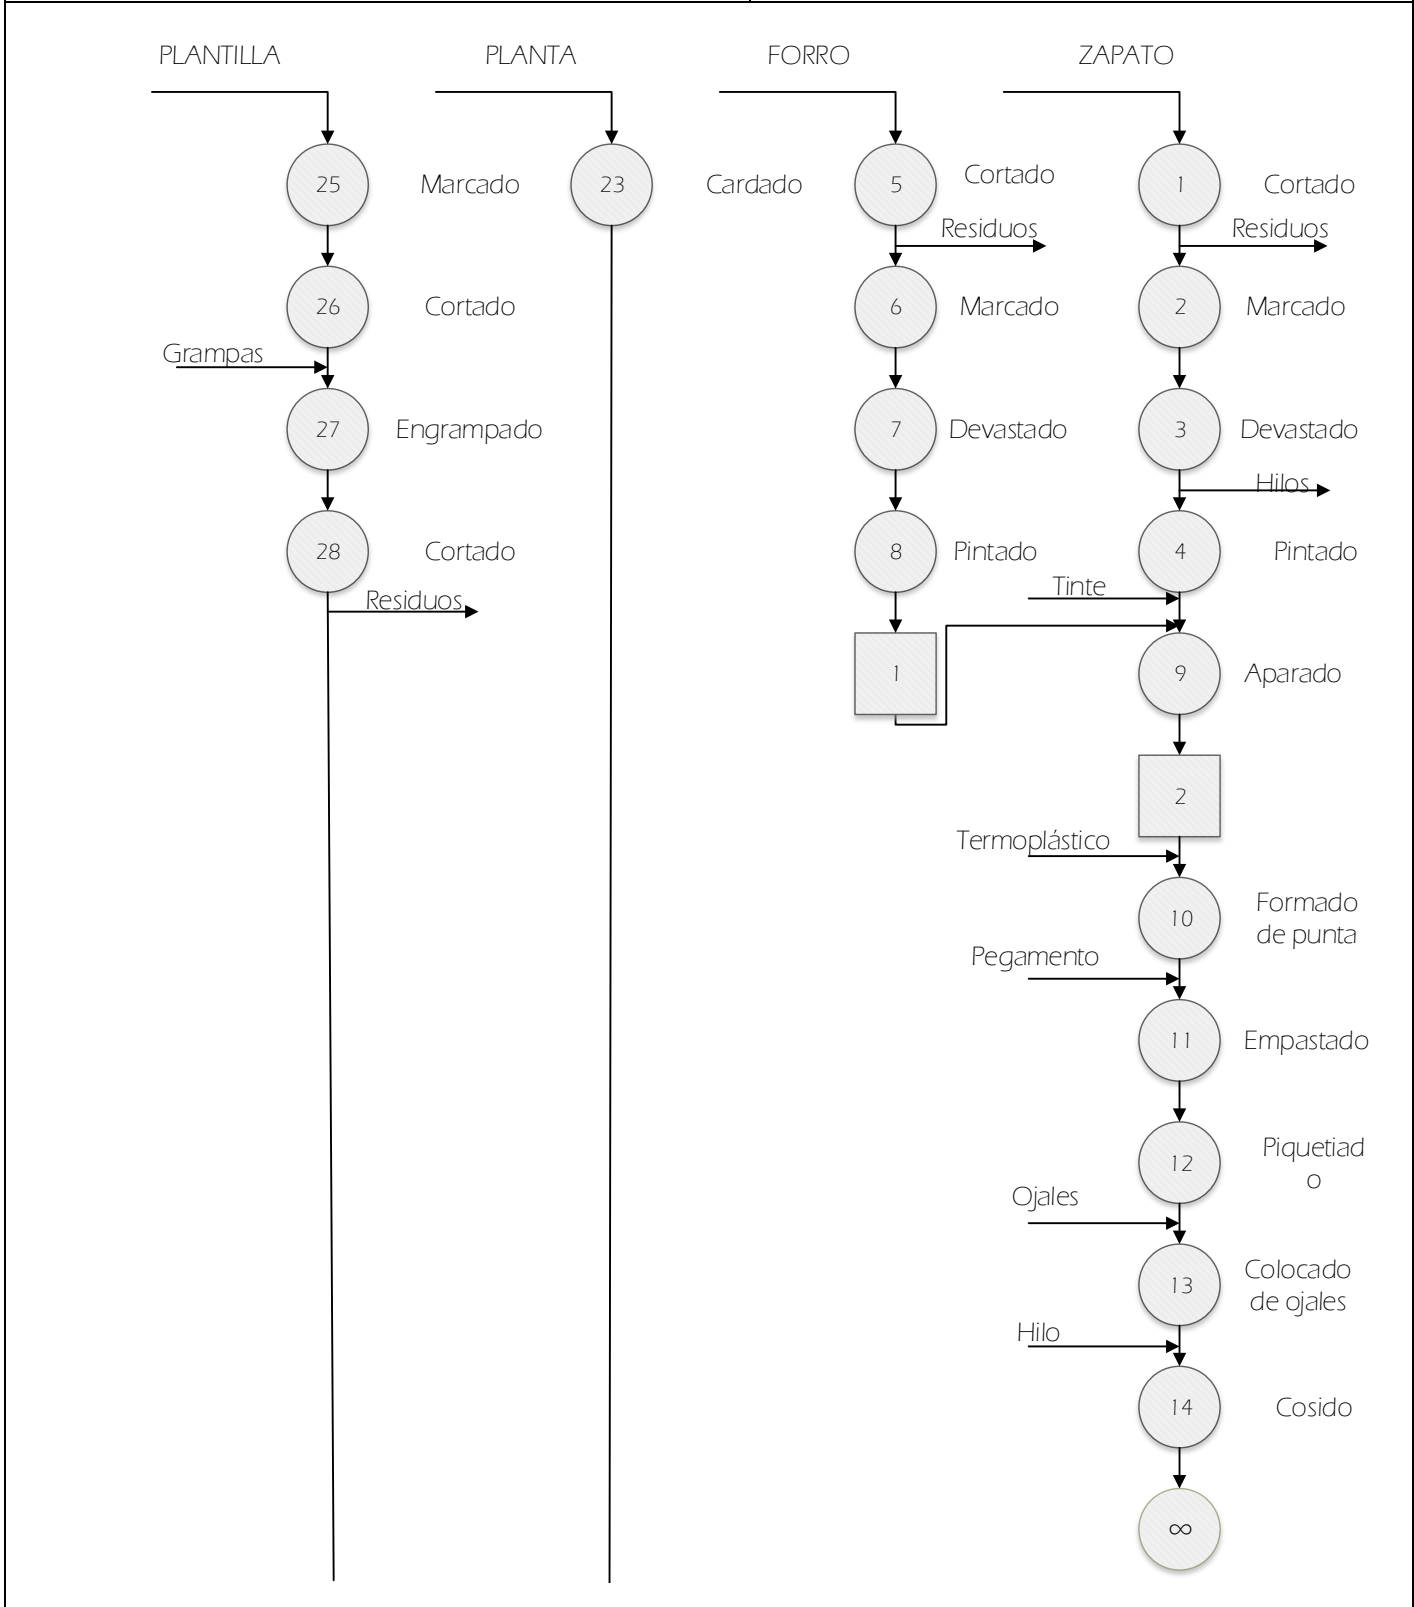 PLANTILLA
PLANTA
FORRO
ZAPATO
25
Marcado
23
Cardado
5
Cortado
1
Cortado
Residuos
Residuos
26
Cortado
6
Marcado
2
Marcado
Grampas
27
Engrampado
7
Devastado
3
Devastado
Hilos
28
Cortado
8
Pintado
4
Pintado
Residuos
Tinte
1
9
Aparado
2
Termoplástico
10
Formado
de punta
Pegamento
11
Empastado
12
Piquetiad
o
Ojales
13
Colocado
de ojales
Hilo
14
Cosido
∞